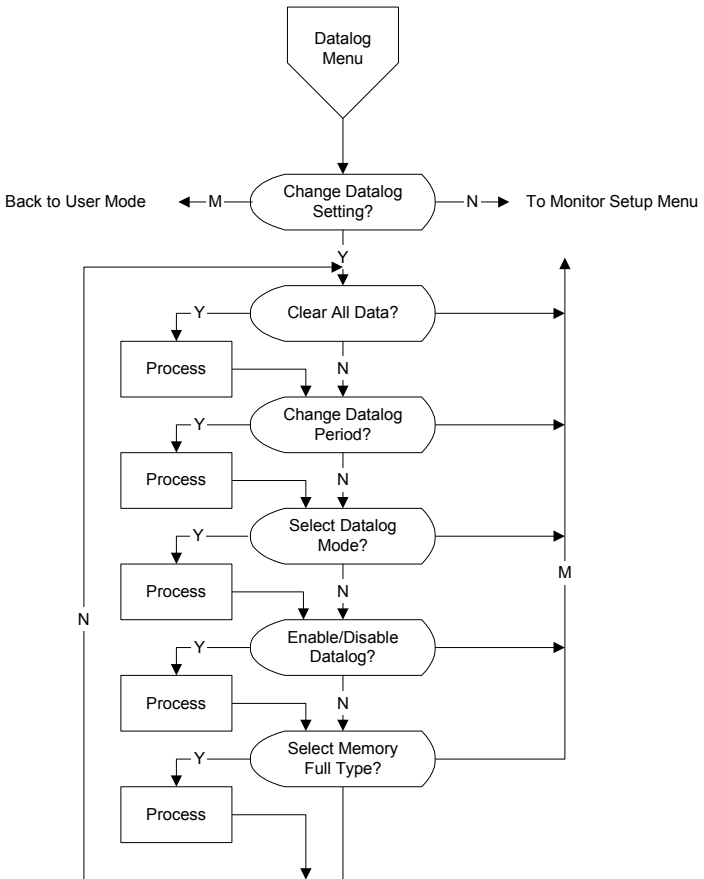 Datalog
Menu
Back to User Mode
M
Change Datalog
Setting?
N
To Monitor Setup Menu
Y
Y
Clear All Data?
Process
N
Y
Change Datalog
Period?
Process
N
Y
Select Datalog
Mode?
M
Process
N
N
Y
Enable/Disable
Datalog?
Process
N
Y
Select Memory
Full Type?
Process